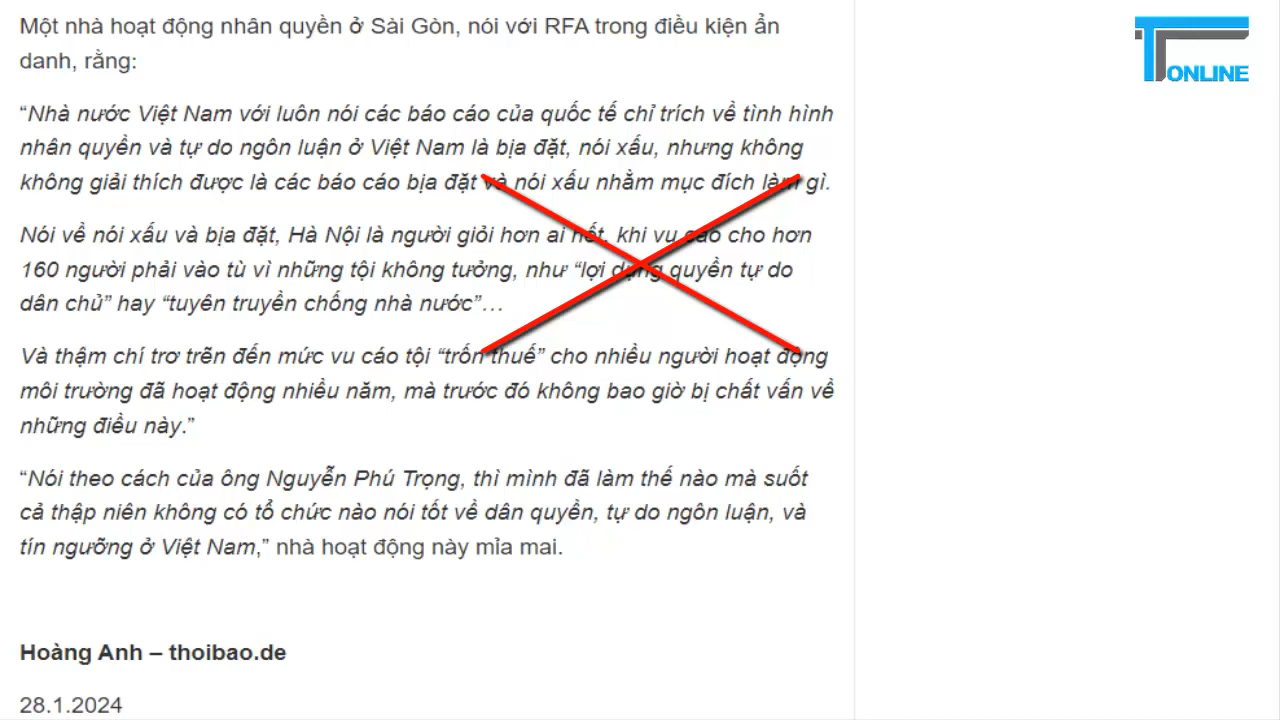 Một nhà hoạt động nhân quyền ở Sài Gòn, nói với RFA trong điều kiện ẩn
danh, rằng:
“Nhà nước Việt Nam với luôn nói các báo cáo của quốc tế chỉ trích về tình hình
nhân quyền và tự do ngôn luận ở Việt Nam là bịa đặt, nói xấu, nhưng không
không giải thích được là các báo cáo bịa đặt và nói xấu nhằm mục đích làm gì.
Nói về nói xấu và bịa đặt, Hà Nội là người giỏi hơn ai hết, khi vu cáo cho hơn
160 người phải vào tù vì những tội không tưởng, như “lợi dụng quyền tự do
dân chủ” hay “tuyên truyền chống nhà nước”…
Và thậm chí trơ trẽn đến mức vu cáo tội “trốn thuế” cho nhiều người hoạt động
môi trường đã hoạt động nhiều năm, mà trước đó không bao giờ bị chất vấn về
những điều này.”
“Nói theo cách của ông Nguyễn Phú Trọng, thì mình đã làm thế nào mà suốt
cả thập niên không có tổ chức nào nói tốt về dân quyền, tự do ngôn luận, và
tín ngưỡng ở Việt Nam,” nhà hoạt động này mỉa mai.
Hoàng Anh – thoibao.de
28.1.2024
ONLINE